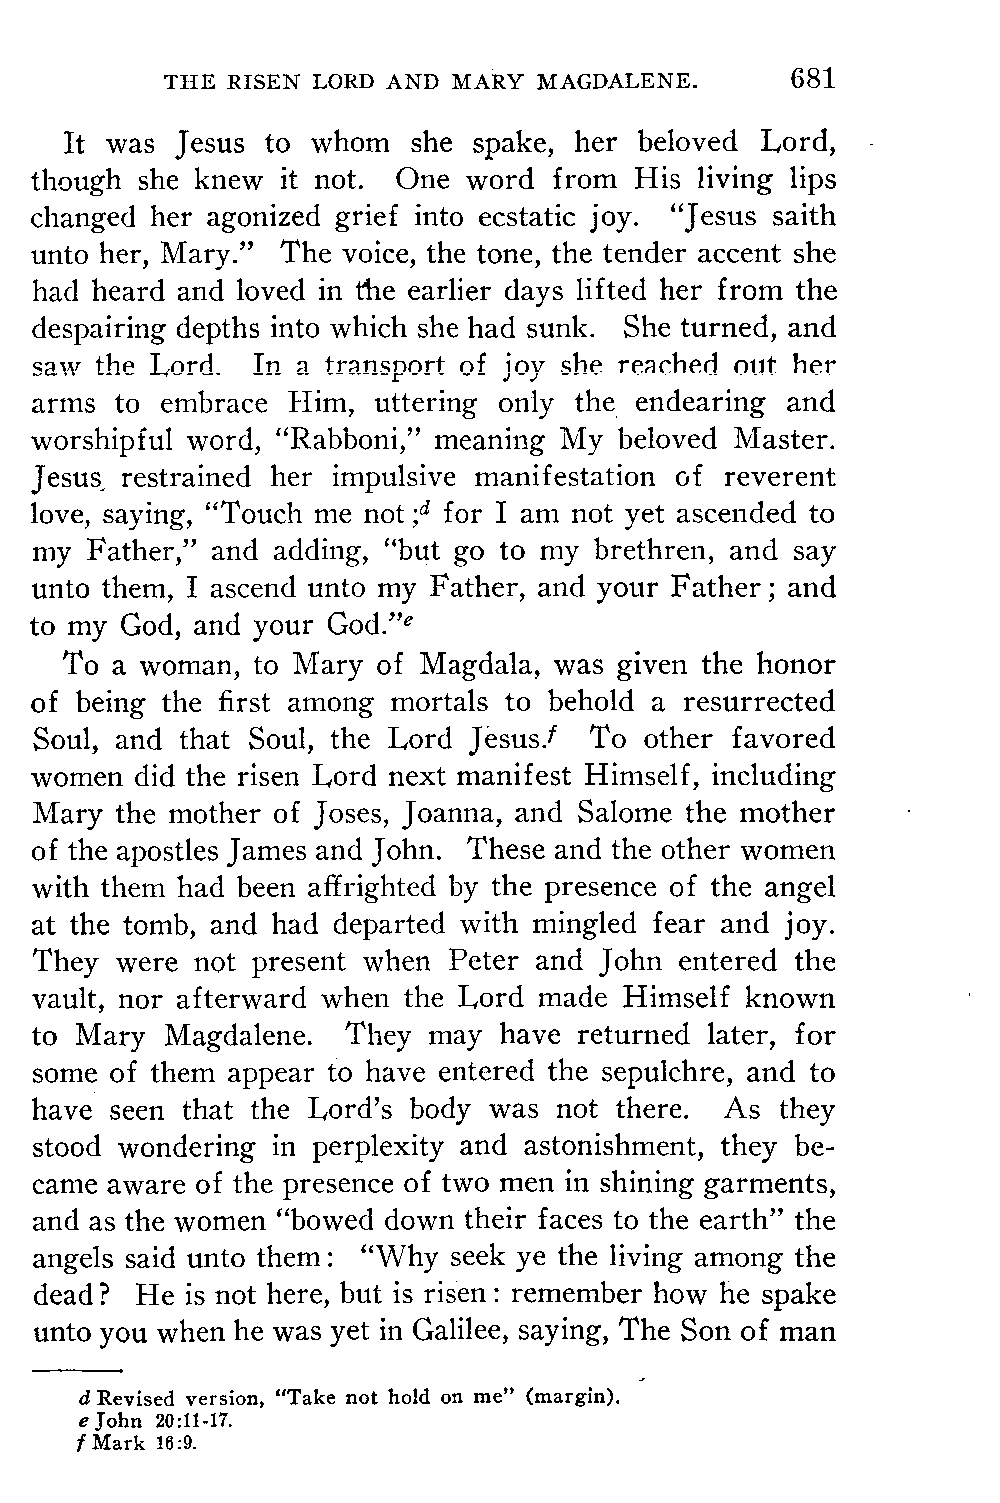 THE RISEN LORD AND MARY MAGDALENE. 681
It was Jesus to whom she spake, her beloved Lord,
though she knew it not. One word from His living lips
changed her agonized grief into ecstatic joy. “Jesus saith
unto her, Mary.” The voice, the tone, the tender accent she
had heard and loved in the earlier days lifted her from the
despairing depths into which she had sunk. She turned, and
saw the Lord. In a transport of joy she reached out her
arms to embrace Him, uttering only the endearing and
worshipful word, “Rabboni,” meaning My beloved Master.
Jesus restrained her impulsive manifestation of reverent
love, saying, “Touch me not ;d for I am not yet ascended to
my Father,” and adding, “but go to my brethren, and say
unto them, I ascend unto my Father, and your Father ; and
to my God, and your God.”e
To a woman, to Mary of Magdala, was given the honor
of being the first among mortals to behold a resurrected
Soul, and that Soul, the Lord Jesus.f To other favored
women did the risen Lord next manifest Himself, including
Mary the mother of Joses, Joanna, and Salome the mother
of the apostles James and John. These and the other women
with them had been affrighted by the presence of the angel
at the tomb, and had departed with mingled fear and joy.
They were not present when Peter and John entered the
vault, nor afterward when the Lord made Himself known
to Mary Magdalene. They may have returned later, for
some of them appear to have entered the sepulchre, and to
have seen that the Lord’s body was not there. As they
stood wondering in perplexity and astonishment, they be-
came aware of the presence of two men in shining garments,
and as the women “bowed down their faces to the earth” the
angels said unto them : “Why seek ye the living among the
dead ? He is not here, but is risen : remember how he spake
unto you when he was yet in Galilee, saying, The Son of man
d Revised version, “Take not hold on me” (margin).
e John 20:11-17.
f Mark 16:9.